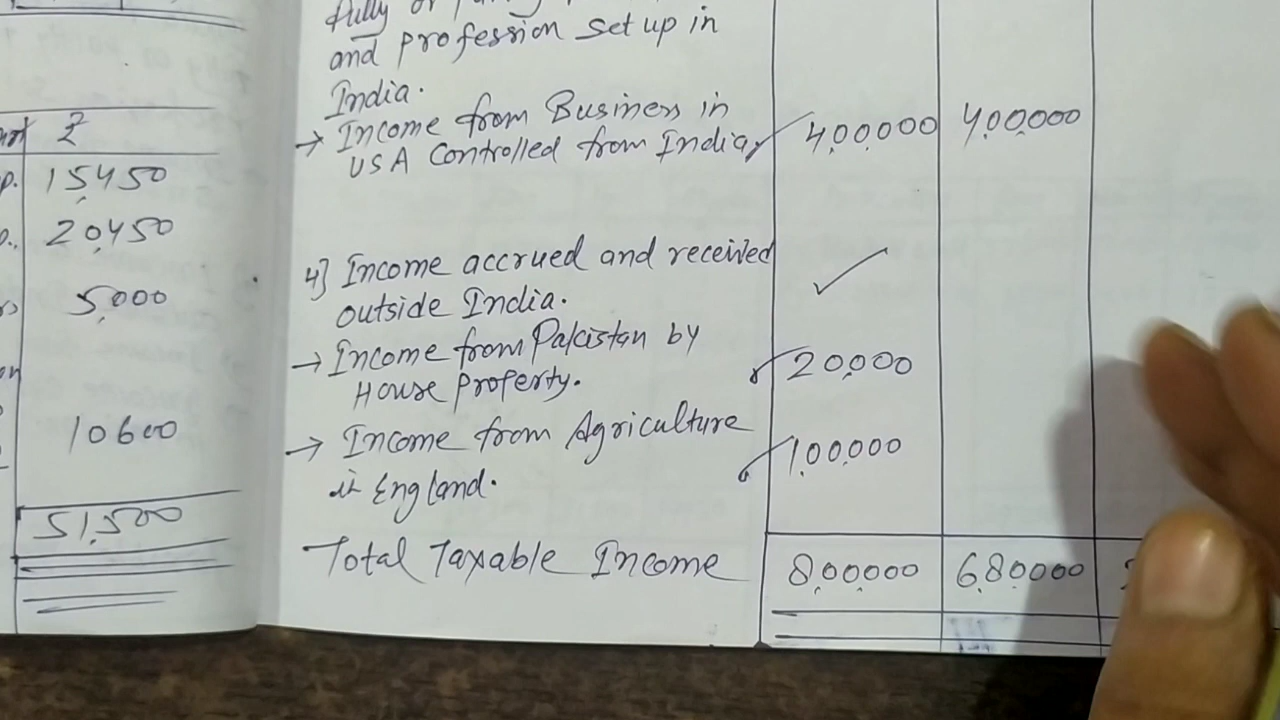 ₹
15,450
20,450
5,000
10600
51,500
and profession set up in
India.
→ Income from Business in 4,00,000 4,00,000
USA Controlled from India,
4] Income accrued and received
outside India.
→ Income from Pakistan by 20,000
House property.
→ Income from Agriculture 1,00,000
in England.
Total Taxable Income 8,00,000 6,80,000